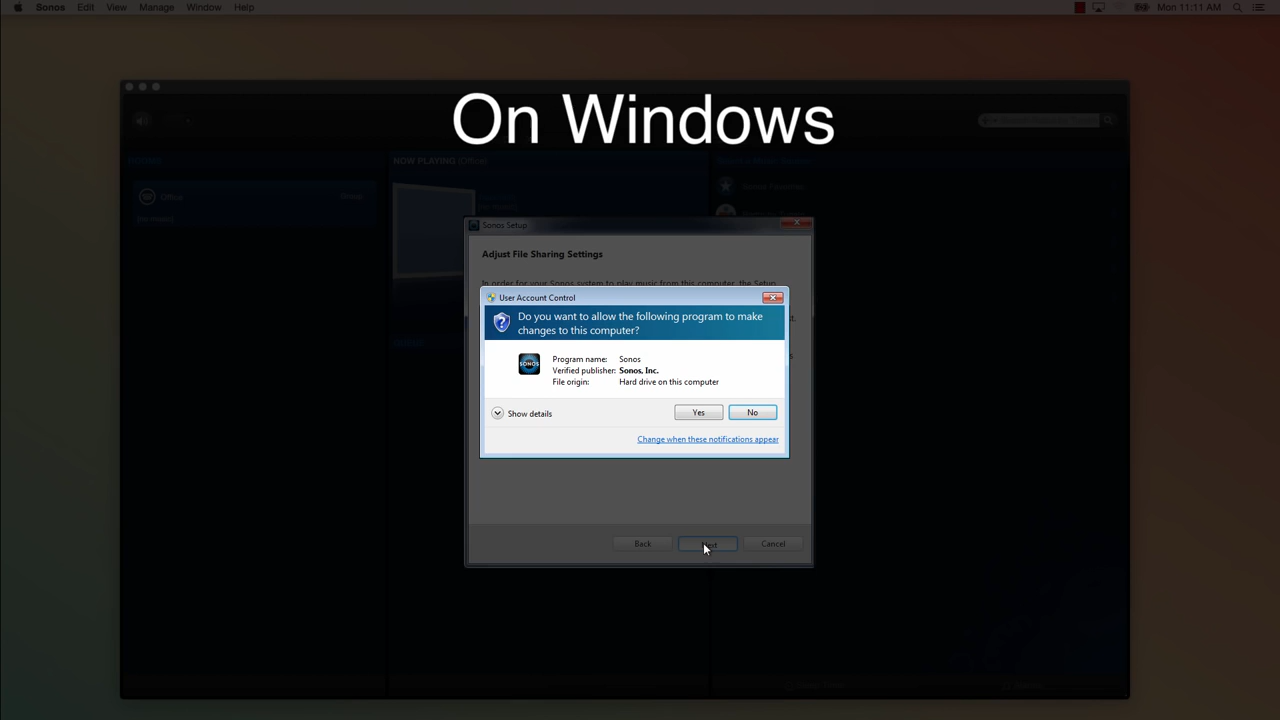 Sonos Edit View Manage Window Help Mon 11:11 AM
On Windows
NOW PLAYING (Office)
Office
Sonos Setup
Adjust File Sharing Settings
In order for your Sonos system to play music from this computer, the Setup
User Account Control
Do you want to allow the following program to make
changes to this computer?
SONOS
Program name: Sonos
Verified publisher: Sonos, Inc.
File origin: Hard drive on this computer
Show details
Yes
No
Change when these notifications appear
Back
Next
Cancel